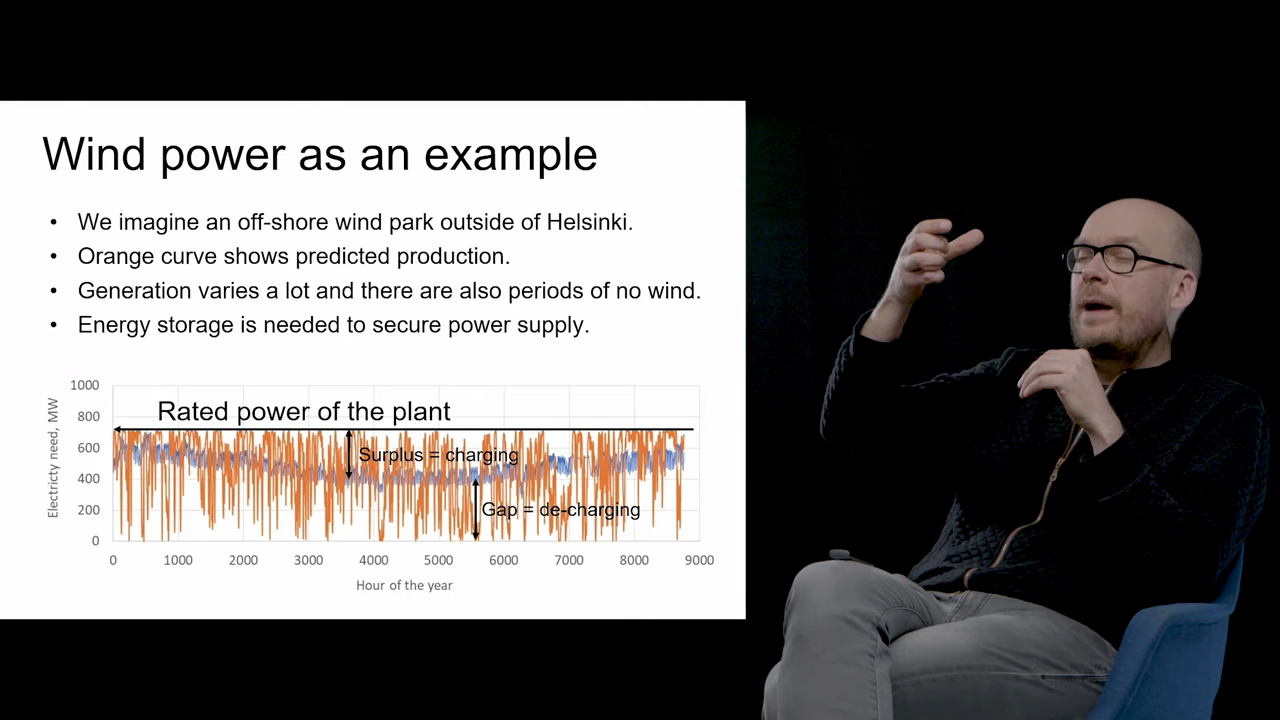 Wind power as an example
• We imagine an off-shore wind park outside of Helsinki.
• Orange curve shows predicted production.
• Generation varies a lot and there are also periods of no wind.
• Energy storage is needed to secure power supply.
1000
800
600
400
200
0
Electricty need, MW
Rated power of the plant
Surplus = charging
Gap = de-charging
0 1000 2000 3000 4000 5000 6000 7000 8000 9000
Hour of the year